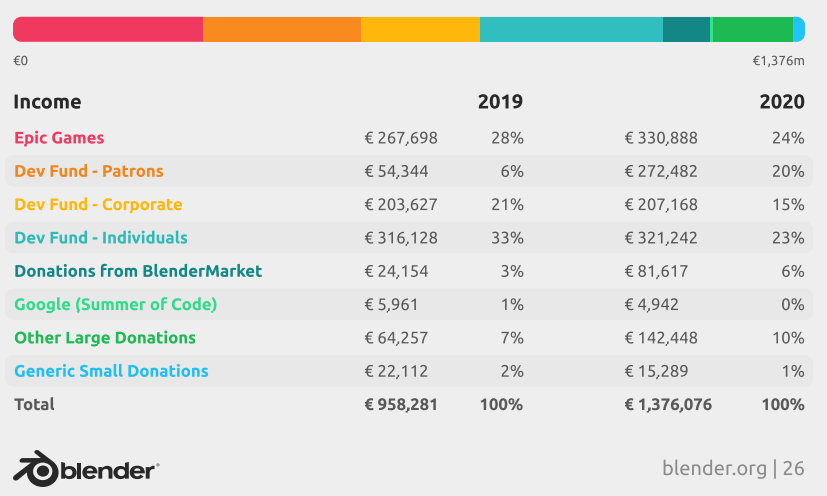 €0 €1,376m
Income 2019 2020
Epic Games € 267,698 28% € 330,888 24%
Dev Fund - Patrons € 54,344 6% € 272,482 20%
Dev Fund - Corporate € 203,627 21% € 207,168 15%
Dev Fund - Individuals € 316,128 33% € 321,242 23%
Donations from BlenderMarket € 24,154 3% € 81,617 6%
Google (Summer of Code) € 5,961 1% € 4,942 0%
Other Large Donations € 64,257 7% € 142,448 10%
Generic Small Donations € 22,112 2% € 15,289 1%
Total € 958,281 100% € 1,376,076 100%
blender blender.org | 26